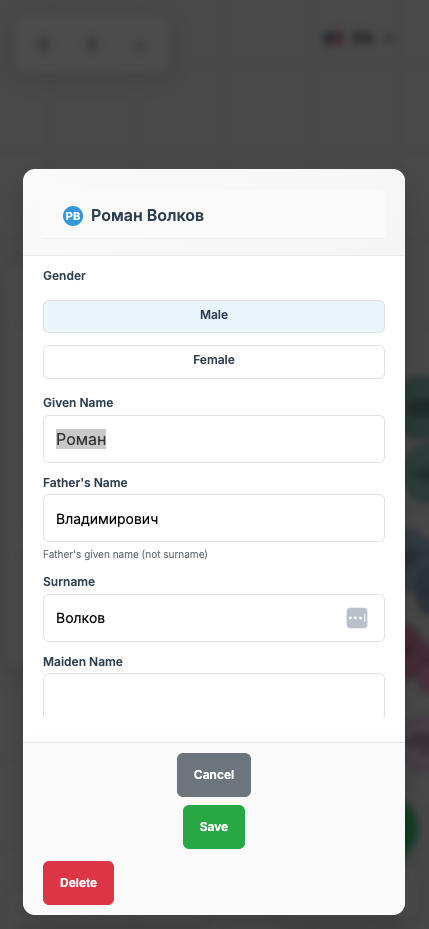 РВ Роман Волков
Gender
Male
Female
Given Name
Роман
Father's Name
Владимирович
Father's given name (not surname)
Surname
Волков
Maiden Name
Cancel
Save
Delete